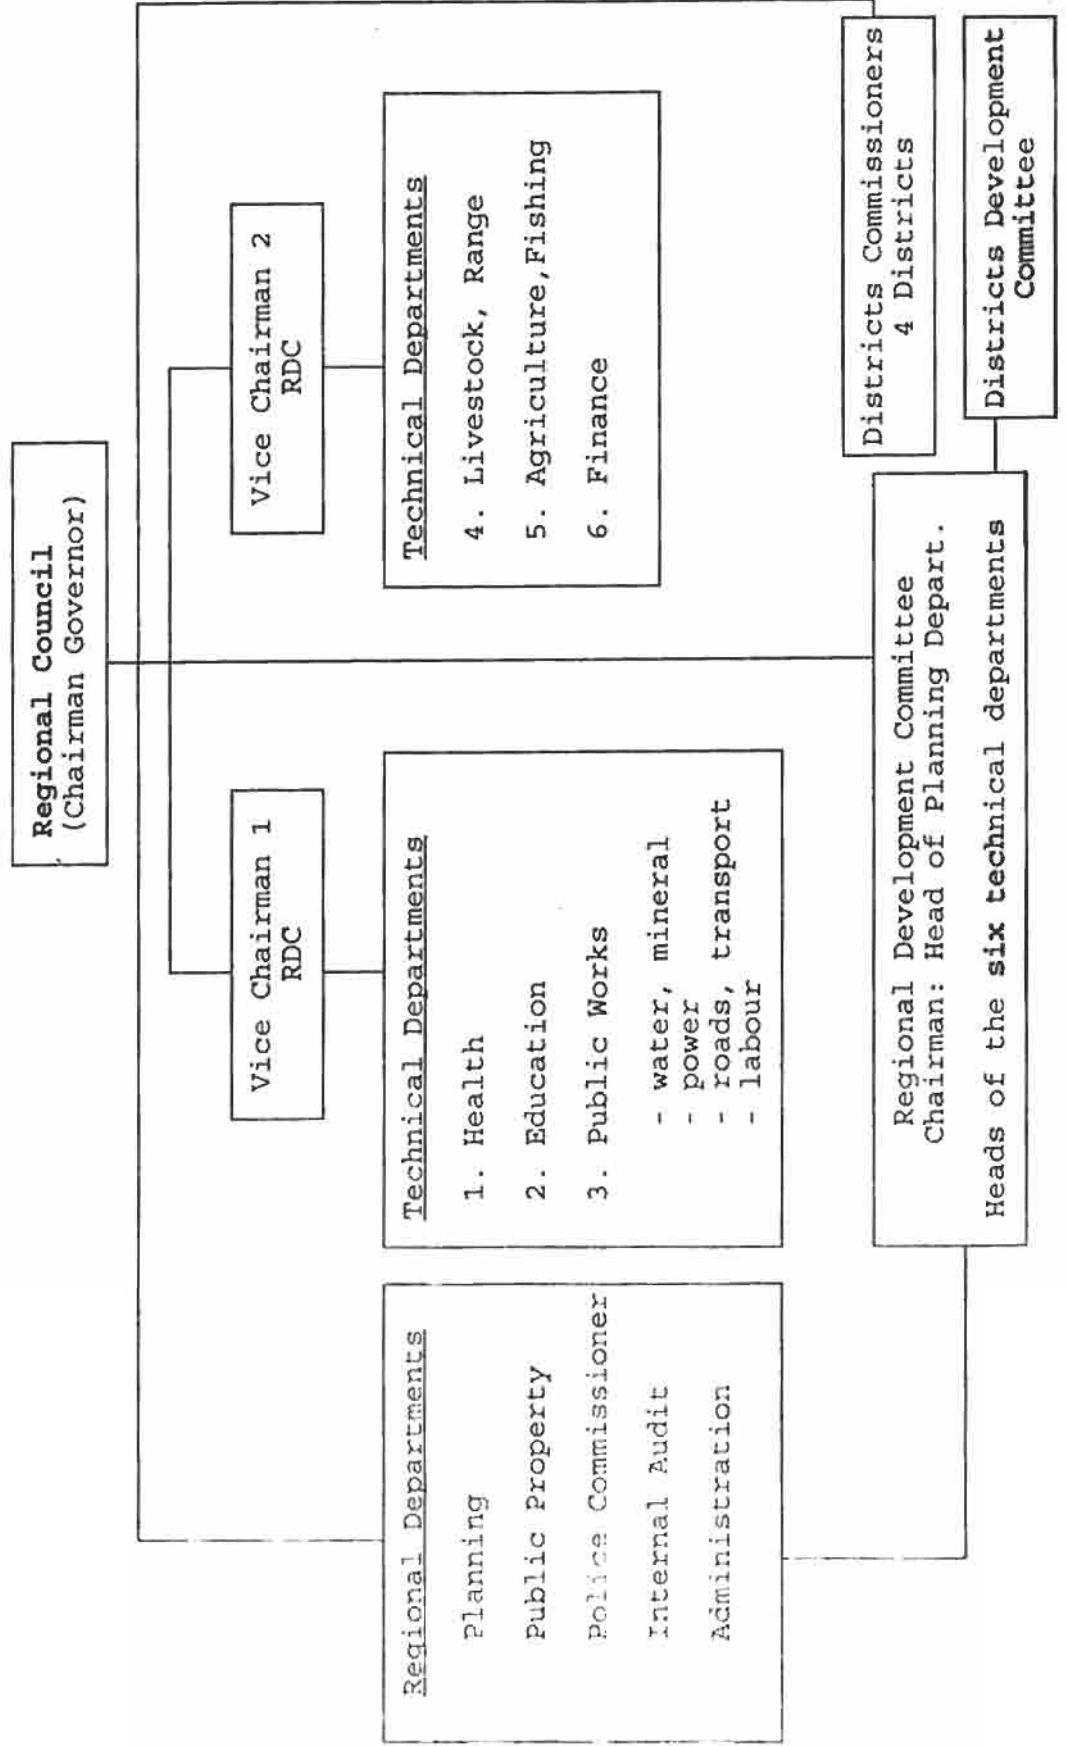 Regional Council
(Chairman Governor)
Vice Chairman 1
RDC
Vice Chairman 2
RDC
Regional Departments
Planning
Public Property
Police Commissioner
Internal Audit
Administration
Technical Departments
1. Health
2. Education
3. Public Works
- water, mineral
- power
- roads, transport
- labour
Technical Departments
4. Livestock, Range
5. Agriculture,Fishing
6. Finance
Regional Development Committee
Chairman: Head of Planning Depart.
Heads of the six technical departments
Districts Commissioners
4 Districts
Districts Development
Committee